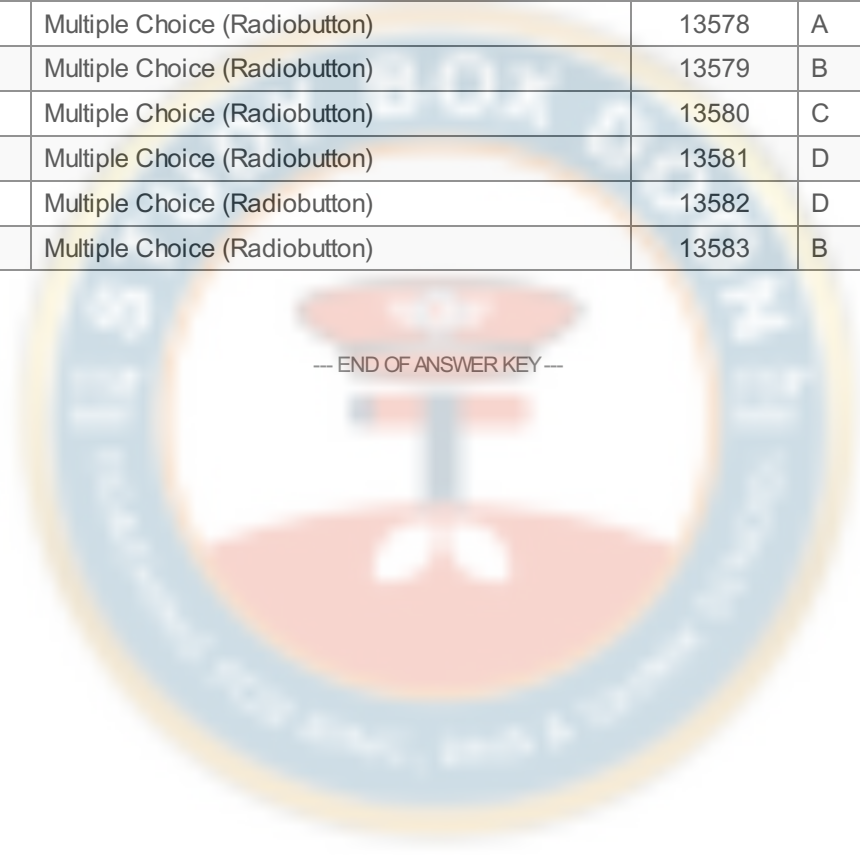 Multiple Choice (Radiobutton) 13578 A
Multiple Choice (Radiobutton) 13579 B
Multiple Choice (Radiobutton) 13580 C
Multiple Choice (Radiobutton) 13581 D
Multiple Choice (Radiobutton) 13582 D
Multiple Choice (Radiobutton) 13583 B
--- END OF ANSWER KEY ---